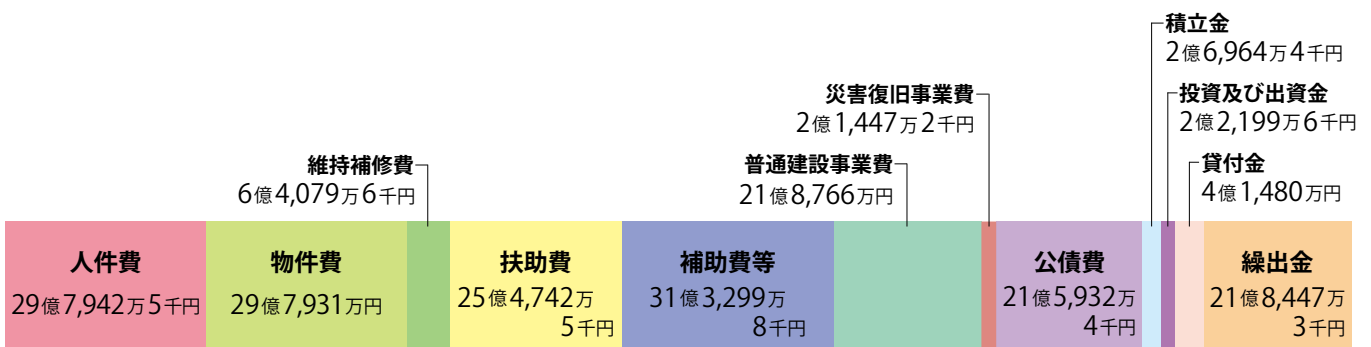 積立金
2億6,964万4千円
災害復旧事業費
2億1,447万2千円
投資及び出資金
2億2,199万6千円
維持補修費
6億4,079万6千円
普通建設事業費
21億8,766万円
貸付金
4億1,480万円
人件費
29億7,942万5千円
物件費
29億7,931万円
扶助費
25億4,742万
5千円
補助費等
31億3,299万
8千円
公債費
21億5,932万
4千円
繰出金
21億8,447万
3千円